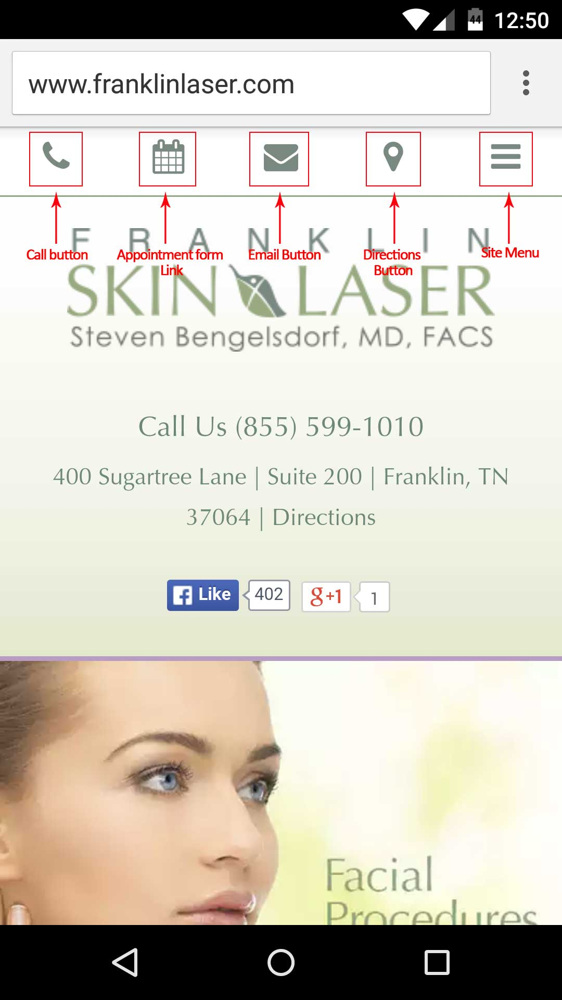 44 12:50
www.franklinlaser.com
FRANKLIN
Call button
Appointment form
Link
Email Button
Directions
Button
Site Menu
SKIN LASER
Steven Bengelsdorf, MD, FACS
Call Us (855) 599-1010
400 Sugartree Lane | Suite 200 | Franklin, TN
37064 | Directions
Like 402 g+1 1
Facial
Procedures